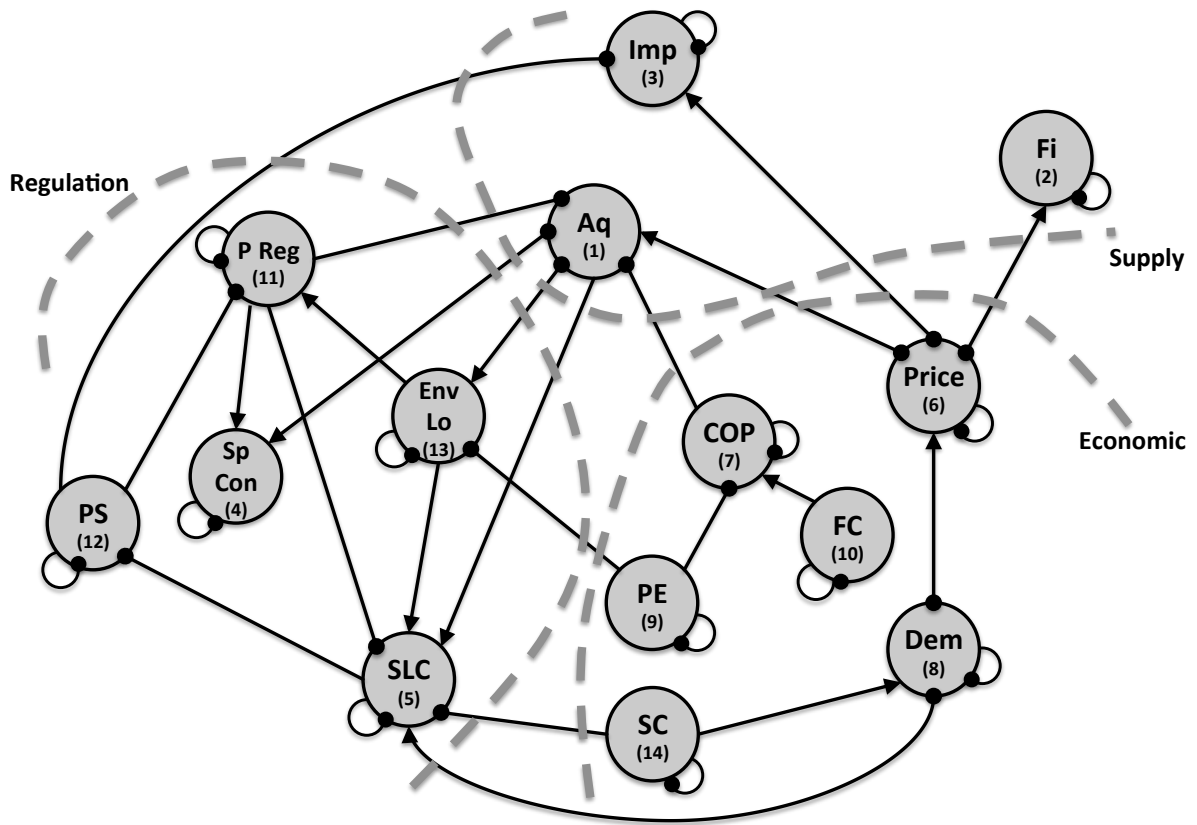 Imp
(3)
Fi
(2)
Regulation
Aq
(1)
P Reg
(11)
Supply
Price
(6)
Env
Lo
(13)
COP
(7)
Economic
Sp
Con
(4)
PS
(12)
FC
(10)
PE
(9)
Dem
(8)
SLC
(5)
SC
(14)